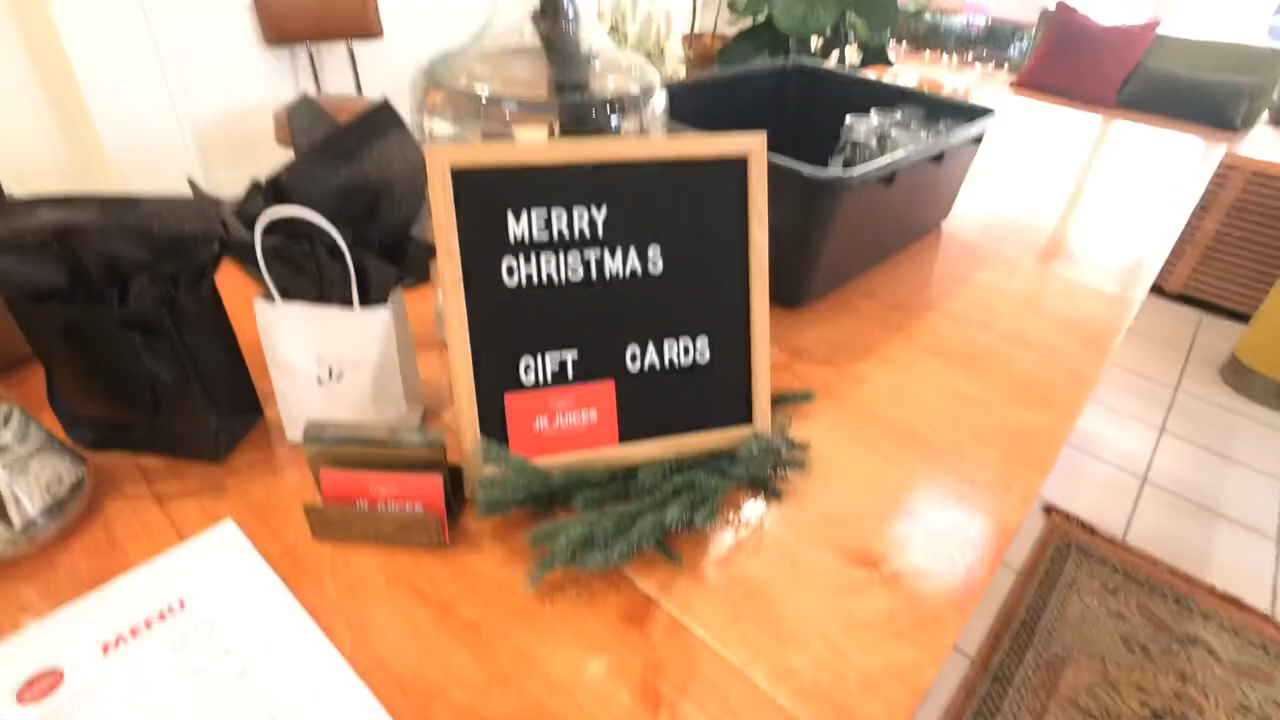 MERRY
CHRISTMAS
GIFT CARDS
JR JUICES
JR JUICES
MENU